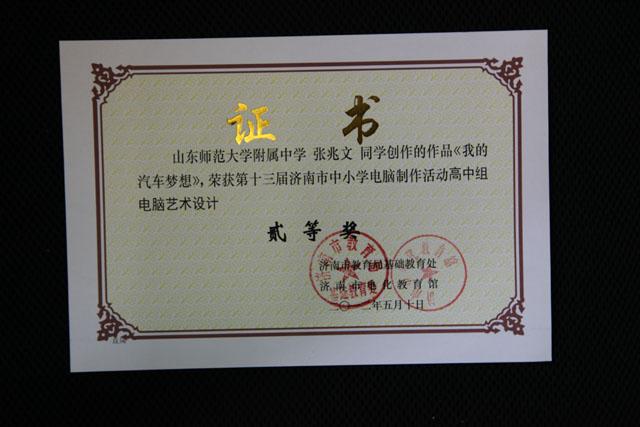 证 书
山东师范大学附属中学 张兆文 同学创作的作品《我的
汽车梦想》,荣获第十三届济南市中小学电脑制作活动高中组
电脑艺术设计
贰等奖
济南市教育局基础教育处
济南市电化教育馆
年五月十日